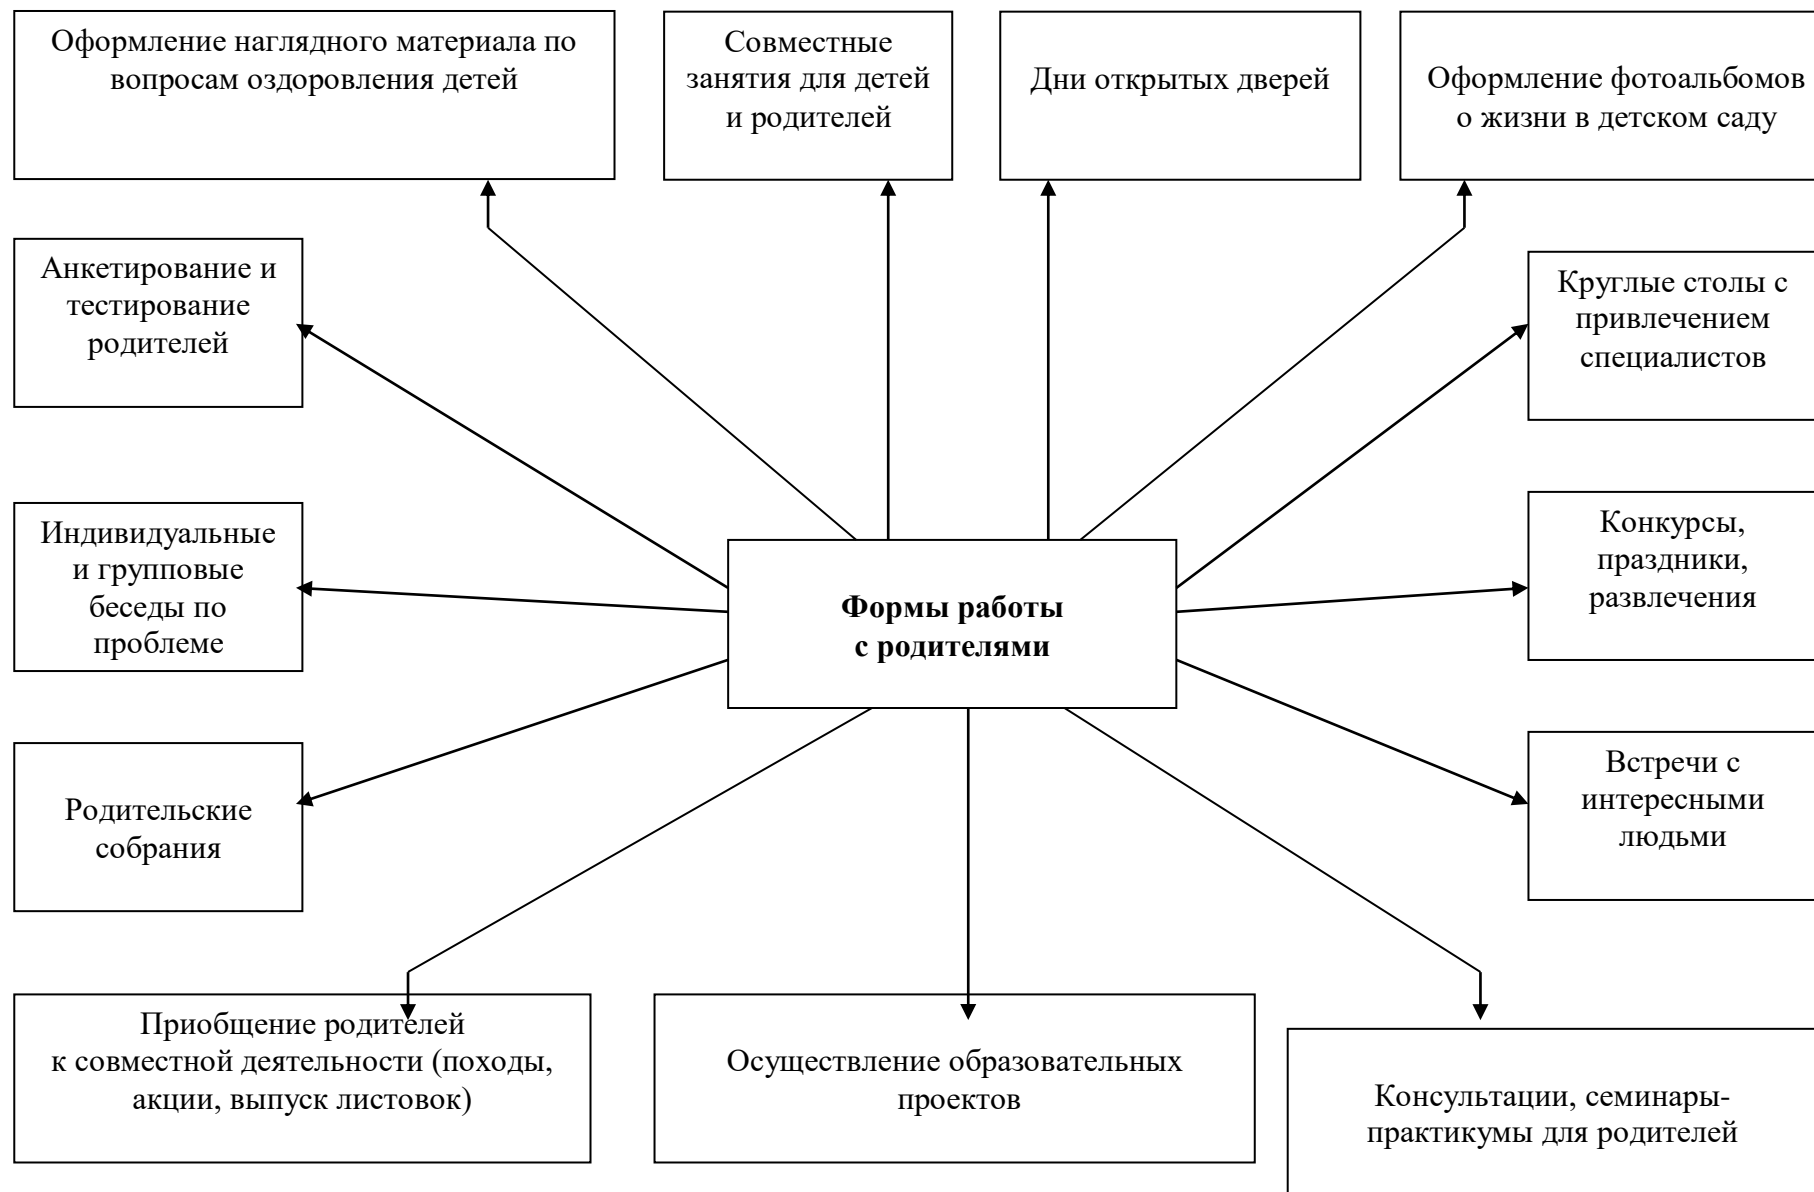 Оформление наглядного материала по
вопросам оздоровления детей
Совместные
занятия для детей
и родителей
Дни открытых дверей
Оформление фотоальбомов
о жизни в детском саду
Анкетирование и
тестирование
родителей
Круглые столы с
привлечением
специалистов
Индивидуальные
и групповые
беседы по
проблеме
Формы работы
с родителями
Конкурсы,
праздники,
развлечения
Родительские
собрания
Встречи с
интересными
людьми
Приобщение родителей
к совместной деятельности (походы,
акции, выпуск листовок)
Осуществление образовательных
проектов
Консультации, семинары-
практикумы для родителей